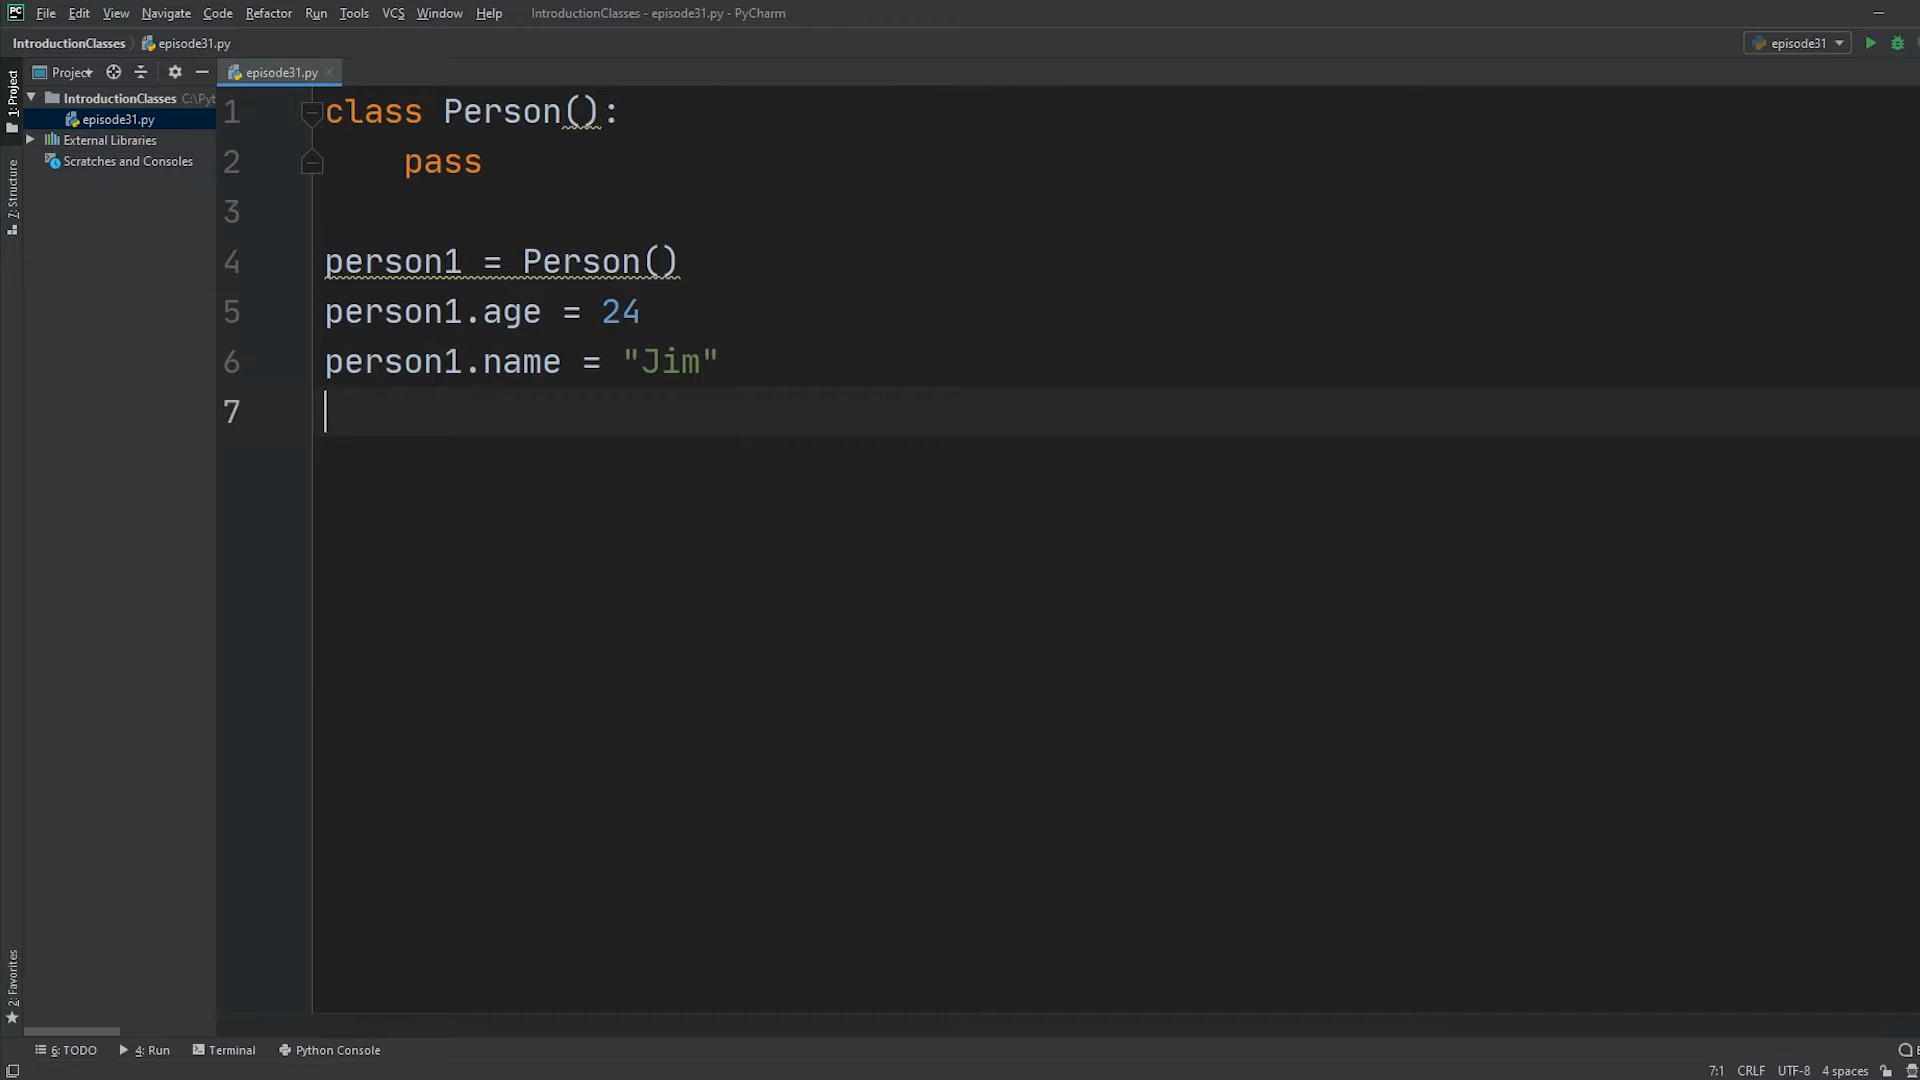 PC File Edit View Navigate Code Refactor Run Tools VCS Window Help IntroductionClasses - episode31.py - PyCharm
IntroductionClasses episode31.py episode31
Project episode31.py
IntroductionClasses C:\Pyt
episode31.py
External Libraries
Scratches and Consoles
1: Project
7: Structure
2: Favorites
1 class Person():
2 pass
3
4 person1 = Person()
5 person1.age = 24
6 person1.name = "Jim"
7
6: TODO 4: Run Terminal Python Console
7:1 CRLF UTF-8 4 spaces